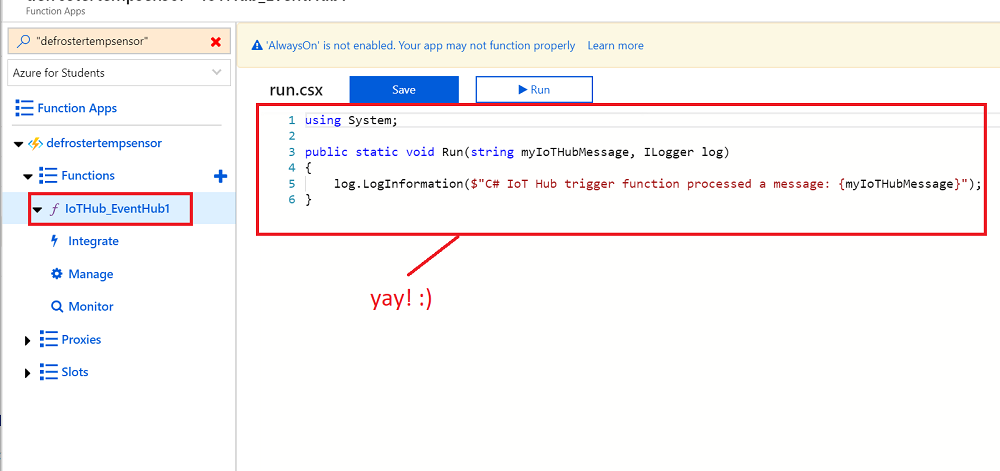 Function Apps
"defrostertempsensor"
Azure for Students
Function Apps
defrostertempsensor
Functions
f IoTHub_EventHub1
Integrate
Manage
Monitor
Proxies
Slots
'AlwaysOn' is not enabled. Your app may not function properly Learn more
run.csx Save Run
1 using System;
2
3 public static void Run(string myIoTHubMessage, ILogger log)
4 {
5 log.LogInformation($"C# IoT Hub trigger function processed a message: {myIoTHubMessage}");
6 }
yay! :)